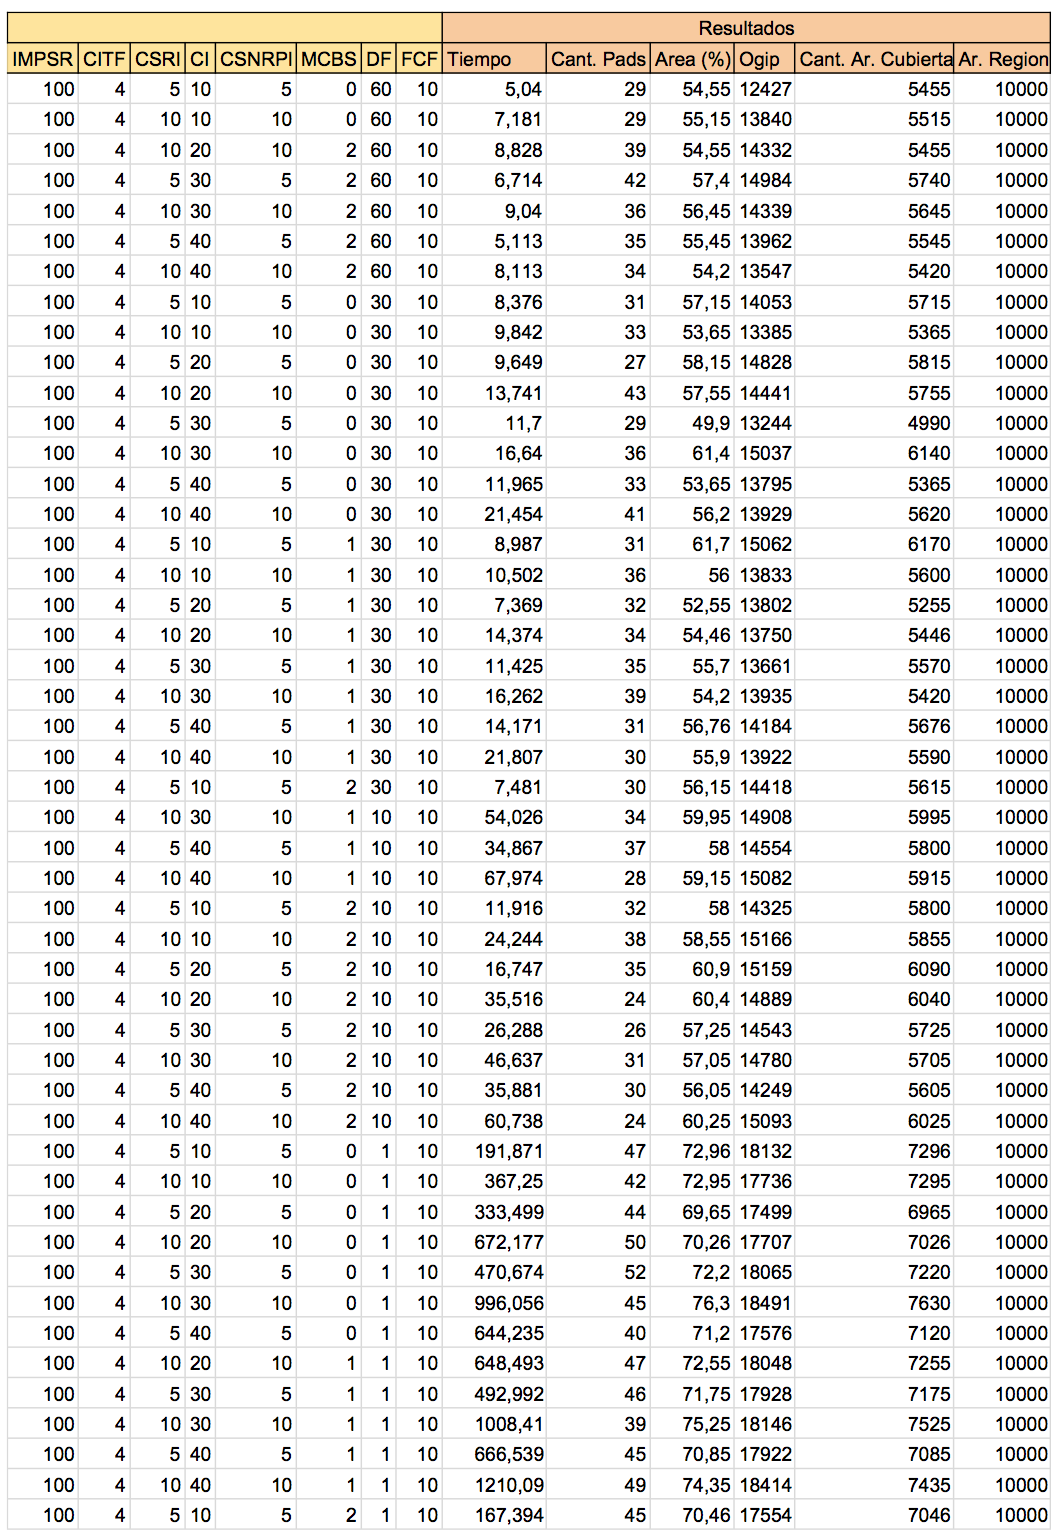 Resultados
IMPSR CITF CSRI CI CSNRPI MCBS DF FCF Tiempo Cant. Pads Area (%) Ogip Cant. Ar. Cubierta Ar. Region
100 4 5 10 5 0 60 10 5,04 29 54,55 12427 5455 10000
100 4 10 10 10 0 60 10 7,181 29 55,15 13840 5515 10000
100 4 10 20 10 2 60 10 8,828 39 54,55 14332 5455 10000
100 4 5 30 5 2 60 10 6,714 42 57,4 14984 5740 10000
100 4 10 30 10 2 60 10 9,04 36 56,45 14339 5645 10000
100 4 5 40 5 2 60 10 5,113 35 55,45 13962 5545 10000
100 4 10 40 10 2 60 10 8,113 34 54,2 13547 5420 10000
100 4 5 10 5 0 30 10 8,376 31 57,15 14053 5715 10000
100 4 10 10 10 0 30 10 9,842 33 53,65 13385 5365 10000
100 4 5 20 5 0 30 10 9,649 27 58,15 14828 5815 10000
100 4 10 20 10 0 30 10 13,741 43 57,55 14441 5755 10000
100 4 5 30 5 0 30 10 11,7 29 49,9 13244 4990 10000
100 4 10 30 10 0 30 10 16,64 36 61,4 15037 6140 10000
100 4 5 40 5 0 30 10 11,965 33 53,65 13795 5365 10000
100 4 10 40 10 0 30 10 21,454 41 56,2 13929 5620 10000
100 4 5 10 5 1 30 10 8,987 31 61,7 15062 6170 10000
100 4 10 10 10 1 30 10 10,502 36 56 13833 5600 10000
100 4 5 20 5 1 30 10 7,369 32 52,55 13802 5255 10000
100 4 10 20 10 1 30 10 14,374 34 54,46 13750 5446 10000
100 4 5 30 5 1 30 10 11,425 35 55,7 13661 5570 10000
100 4 10 30 10 1 30 10 16,262 39 54,2 13935 5420 10000
100 4 5 40 5 1 30 10 14,171 31 56,76 14184 5676 10000
100 4 10 40 10 1 30 10 21,807 30 55,9 13922 5590 10000
100 4 5 10 5 2 30 10 7,481 30 56,15 14418 5615 10000
100 4 10 30 10 1 10 10 54,026 34 59,95 14908 5995 10000
100 4 5 40 5 1 10 10 34,867 37 58 14554 5800 10000
100 4 10 40 10 1 10 10 67,974 28 59,15 15082 5915 10000
100 4 5 10 5 2 10 10 11,916 32 58 14325 5800 10000
100 4 10 10 10 2 10 10 24,244 38 58,55 15166 5855 10000
100 4 5 20 5 2 10 10 16,747 35 60,9 15159 6090 10000
100 4 10 20 10 2 10 10 35,516 24 60,4 14889 6040 10000
100 4 5 30 5 2 10 10 26,288 26 57,25 14543 5725 10000
100 4 10 30 10 2 10 10 46,637 31 57,05 14780 5705 10000
100 4 5 40 5 2 10 10 35,881 30 56,05 14249 5605 10000
100 4 10 40 10 2 10 10 60,738 24 60,25 15093 6025 10000
100 4 5 10 5 0 1 10 191,871 47 72,96 18132 7296 10000
100 4 10 10 10 0 1 10 367,25 42 72,95 17736 7295 10000
100 4 5 20 5 0 1 10 333,499 44 69,65 17499 6965 10000
100 4 10 20 10 0 1 10 672,177 50 70,26 17707 7026 10000
100 4 5 30 5 0 1 10 470,674 52 72,2 18065 7220 10000
100 4 10 30 10 0 1 10 996,056 45 76,3 18491 7630 10000
100 4 5 40 5 0 1 10 644,235 40 71,2 17576 7120 10000
100 4 10 20 10 1 1 10 648,493 47 72,55 18048 7255 10000
100 4 5 30 5 1 1 10 492,992 46 71,75 17928 7175 10000
100 4 10 30 10 1 1 10 1008,41 39 75,25 18146 7525 10000
100 4 5 40 5 1 1 10 666,539 45 70,85 17922 7085 10000
100 4 10 40 10 1 1 10 1210,09 49 74,35 18414 7435 10000
100 4 5 10 5 2 1 10 167,394 45 70,46 17554 7046 10000